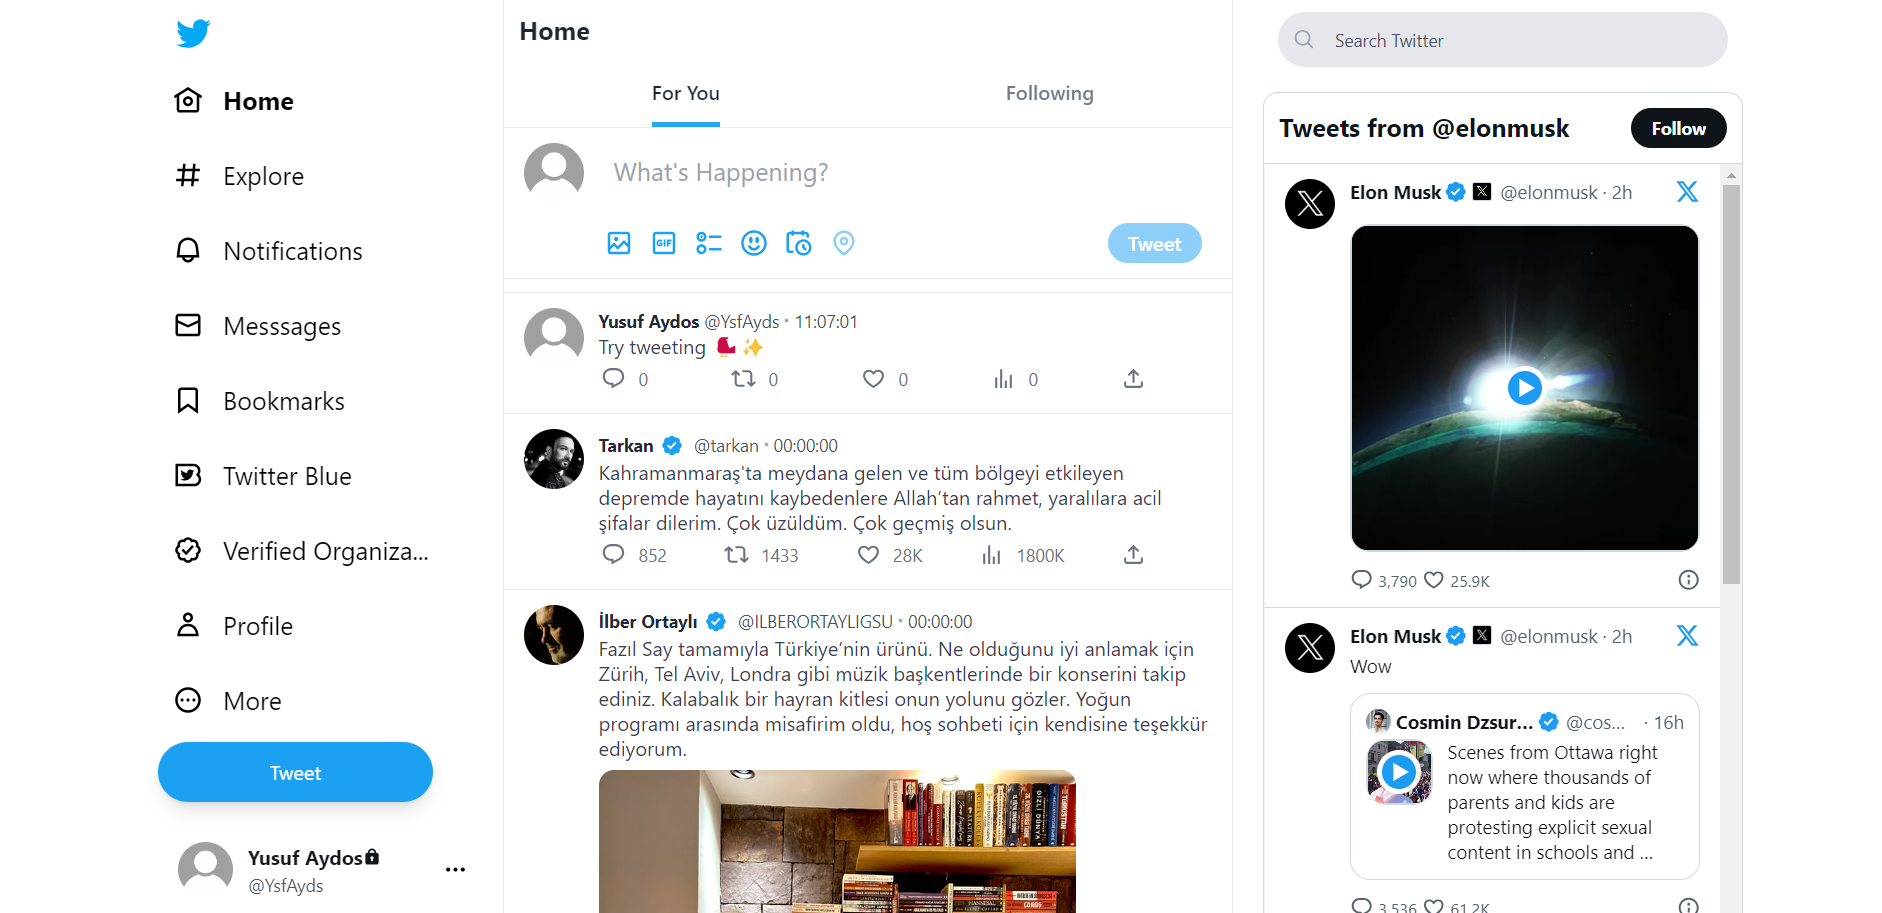 Home
Explore
Notifications
Messsages
Bookmarks
Twitter Blue
Verified Organiza...
Profile
More
Tweet
Yusuf Aydos
@YsfAyds
Home
For You
Following
What's Happening?
GIF
Tweet
Yusuf Aydos @YsfAyds • 11:07:01
Try tweeting
0 0 0 0
Tarkan @tarkan • 00:00:00
Kahramanmaraş'ta meydana gelen ve tüm bölgeyi etkileyen
depremde hayatını kaybedenlere Allah’tan rahmet, yaralılara acil
şifalar dilerim. Çok üzüldüm. Çok geçmiş olsun.
852 1433 28K 1800K
İlber Ortaylı @ILBERORTAYLIGSU • 00:00:00
Fazıl Say tamamıyla Türkiye’nin ürünü. Ne olduğunu iyi anlamak için
Zürih, Tel Aviv, Londra gibi müzik başkentlerinde bir konserini takip
ediniz. Kalabalık bir hayran kitlesi onun yolunu gözler. Yoğun
programı arasında misafirim oldu, hoş sohbeti için kendisine teşekkür
ediyorum.
GİZLİ DÜNYA
HANNIBAL
Search Twitter
Tweets from @elonmusk
Follow
Elon Musk @elonmusk · 2h
3,790 25.9K
Elon Musk @elonmusk · 2h
Wow
Cosmin Dzsur... @cos... · 16h
Scenes from Ottawa right
now where thousands of
parents and kids are
protesting explicit sexual
content in schools and ...
3,536 61.2K